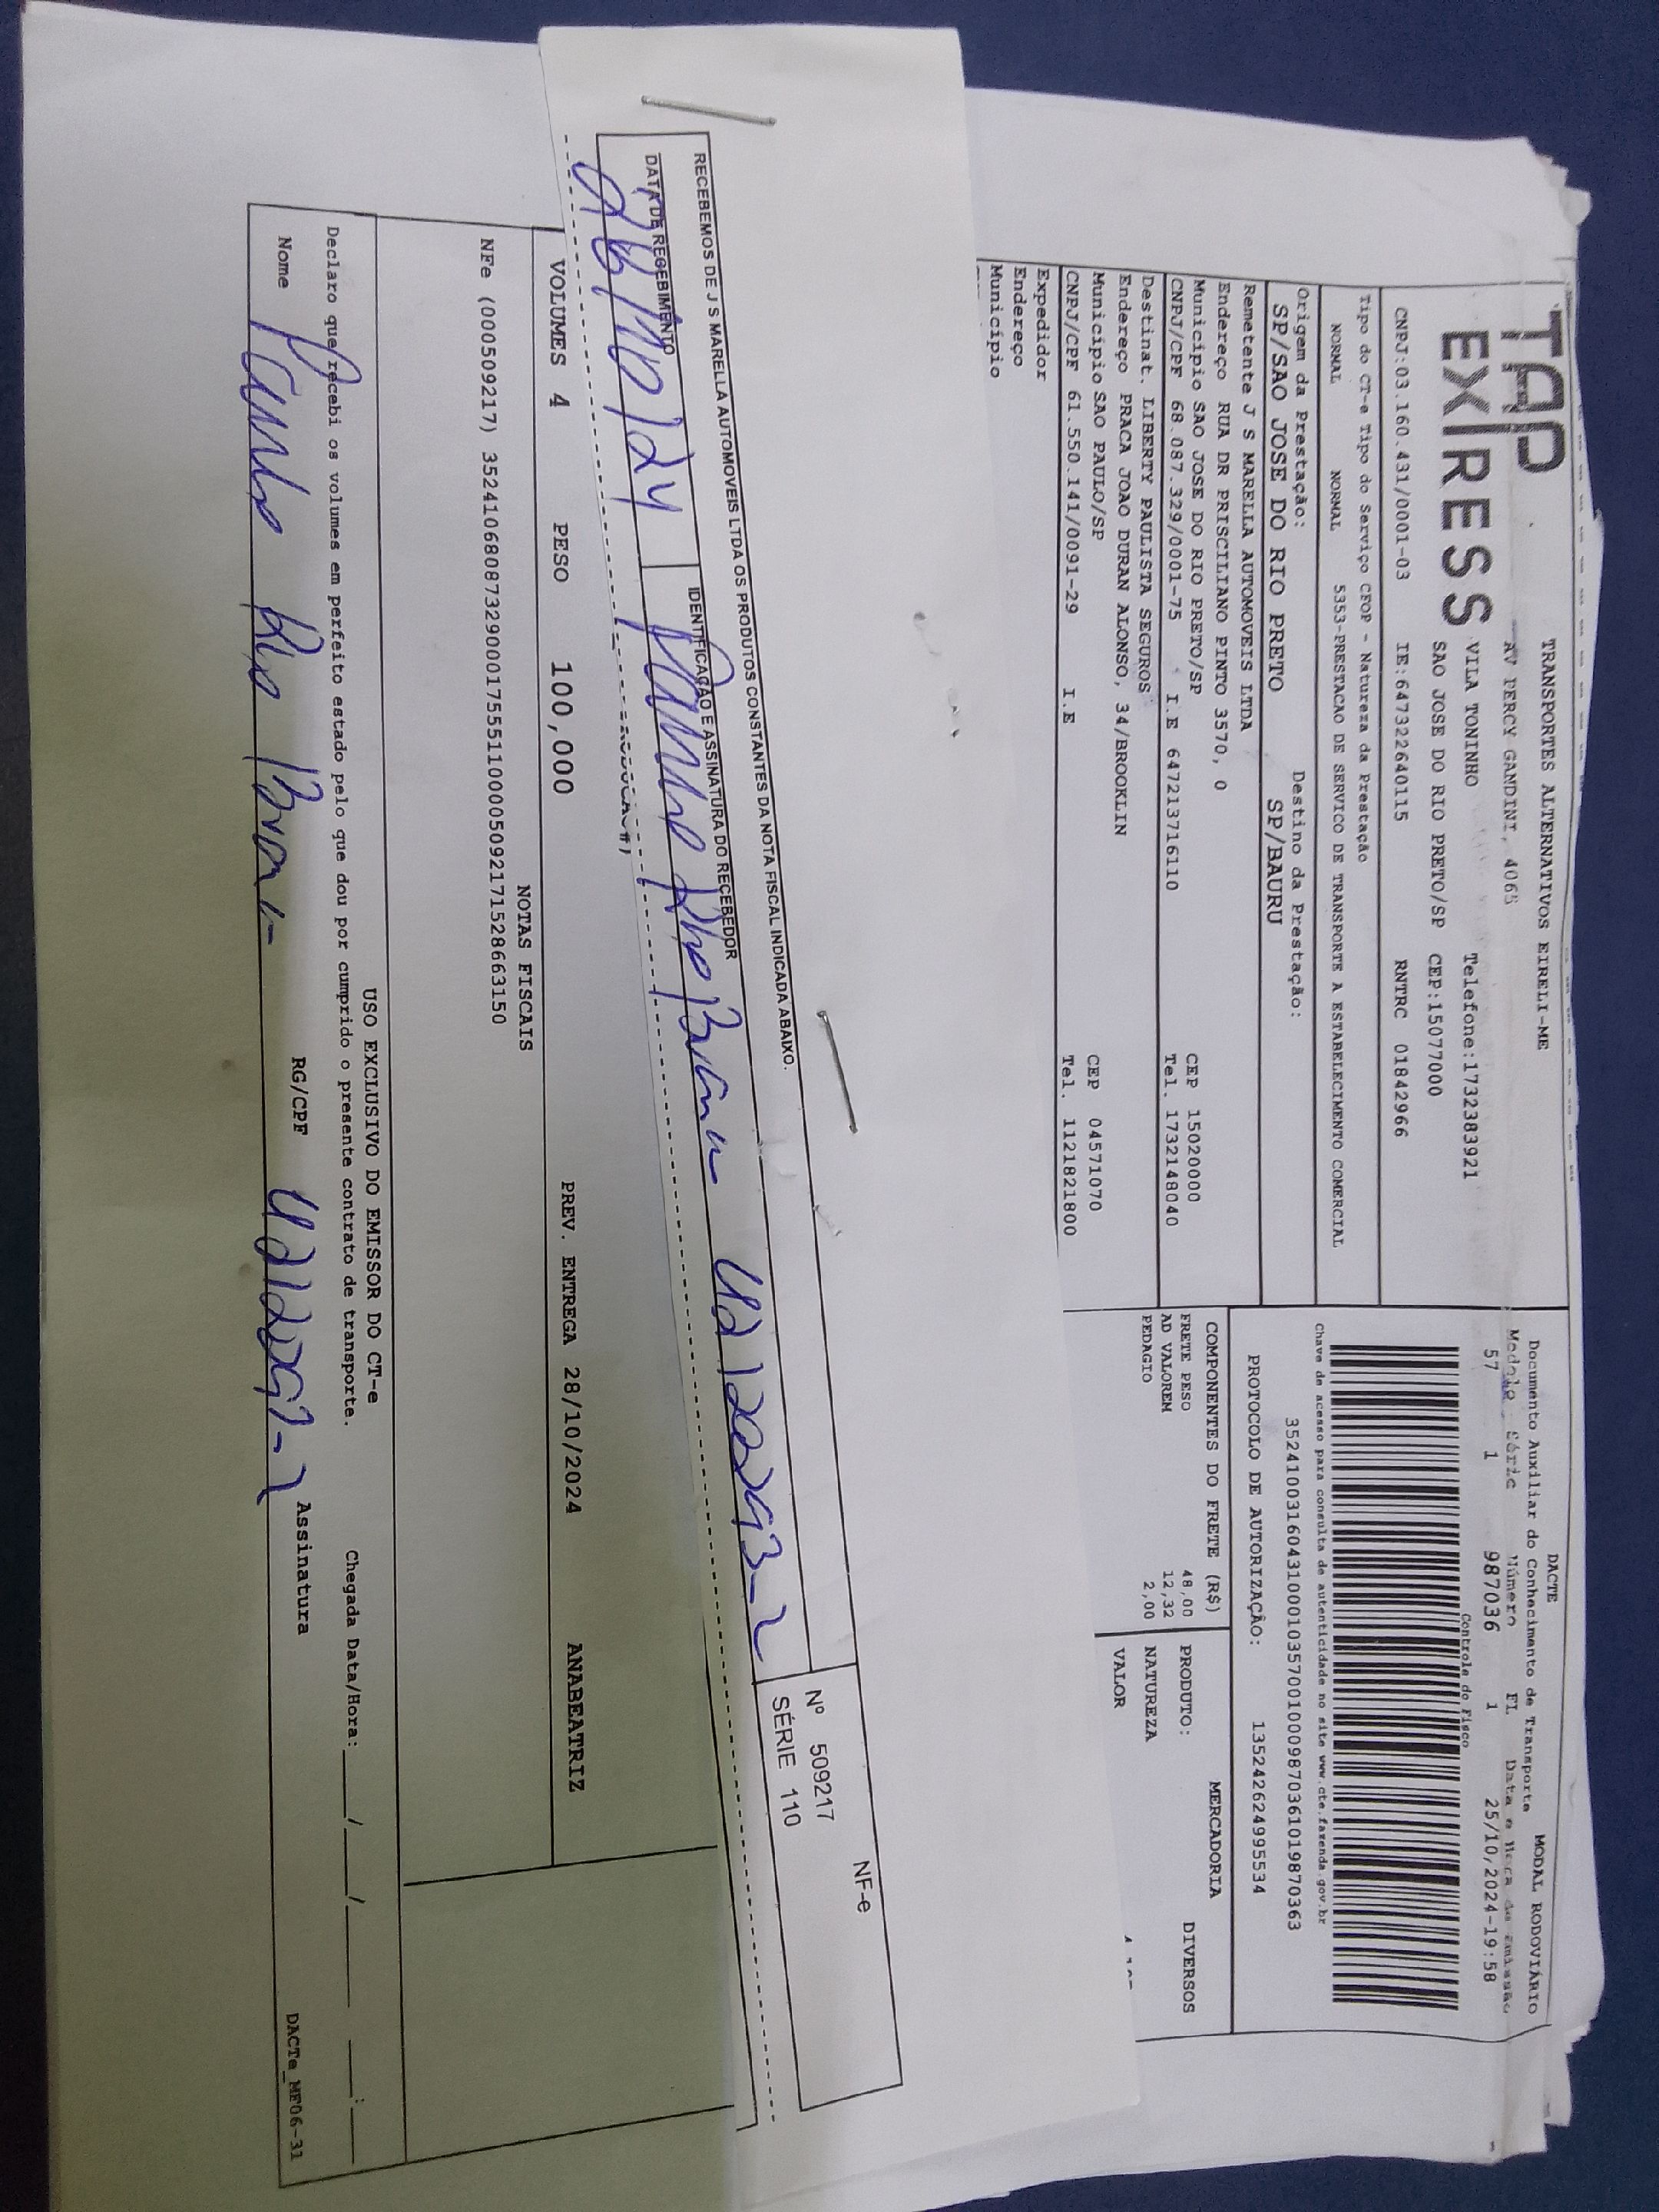 TAP
EXPRESS
TRANSPORTES ALTERNATIVOS EIRELI-ME
AV PERCY GANDINI, 4065
VILA TONINHO Telefone:1732383921
SAO JOSE DO RIO PRETO/SP CEP:15077000
CNPJ:03.160.431/0001-03 IE:647322640115 RNTRC 01842966
Tipo do CT-e Tipo do Serviço CFOP - Natureza da Prestação
NORMAL NORMAL 5353-PRESTACAO DE SERVICO DE TRANSPORTE A ESTABELECIMENTO COMERCIAL
Origem da Prestação: Destino da Prestação:
SP/SAO JOSE DO RIO PRETO SP/BAURU
Remetente J S MARELLA AUTOMOVEIS LTDA
Endereço RUA DR PRISCILIANO PINTO 3570, 0
Município SAO JOSE DO RIO PRETO/SP CEP 15020000
CNPJ/CPF 68.087.329/0001-75 I.E 647213716110 Tel. 1732148040
Destinat. LIBERTY PAULISTA SEGUROS
Endereço PRACA JOAO DURAN ALONSO, 34/BROOKLIN
Município SAO PAULO/SP CEP 04571070
CNPJ/CPF 61.550.141/0091-29 I.E Tel. 1121821800
Expedidor
Endereço
Município
DACTE MODAL RODOVIÁRIO
Documento Auxiliar do Conhecimento de Transporte
Modelo Série Número FL Data e Hora da Emissão
57 1 987036 1 25/10/2024-19:58
Controle do Fisco
Chave de acesso para consulta de autenticidade no site www.cte.fazenda.gov.br
35241003160431000103570010009870361019870363
PROTOCOLO DE AUTORIZAÇÃO: 135242624995534
COMPONENTES DO FRETE (R$)
FRETE PESO 48,00
AD VALOREM 12,32
PEDAGIO 2,00
MERCADORIA
PRODUTO: DIVERSOS
NATUREZA
VALOR
RECEBEMOS DE J S MARELLA AUTOMOVEIS LTDA OS PRODUTOS CONSTANTES DA NOTA FISCAL INDICADA ABAIXO.
NF-e
Nº 509217
SÉRIE 110
DATA DE RECEBIMENTO IDENTIFICAÇÃO E ASSINATURA DO RECEBEDOR
28/10/24
VOLUMES 4 PESO 100,000 PREV. ENTREGA 28/10/2024 ANABEATRIZ
NOTAS FISCAIS
NFe (000509217) 35241068087329000175551100005092171528663150
USO EXCLUSIVO DO EMISSOR DO CT-e
Declaro que recebi os volumes em perfeito estado pelo que dou por cumprido o presente contrato de transporte. Chegada Data/Hora:____/____/______ ____:____
Nome RG/CPF Assinatura
DACTe_MF06-31